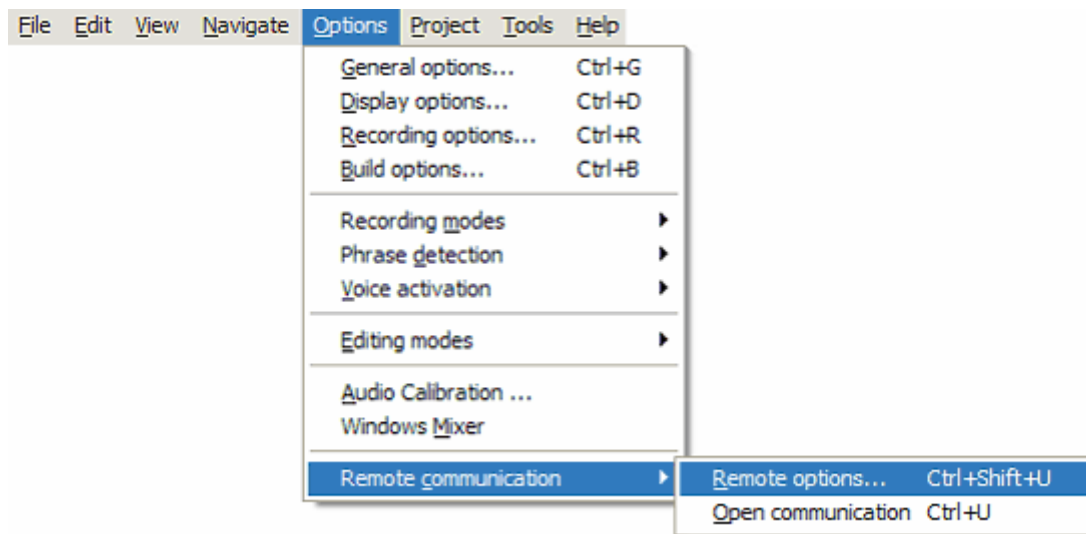 File Edit View Navigate Options Project Tools Help
General options... Ctrl+G
Display options... Ctrl+D
Recording options... Ctrl+R
Build options... Ctrl+B
Recording modes
Phrase detection
Voice activation
Editing modes
Audio Calibration ...
Windows Mixer
Remote communication
Remote options... Ctrl+Shift+U
Open communication Ctrl+U